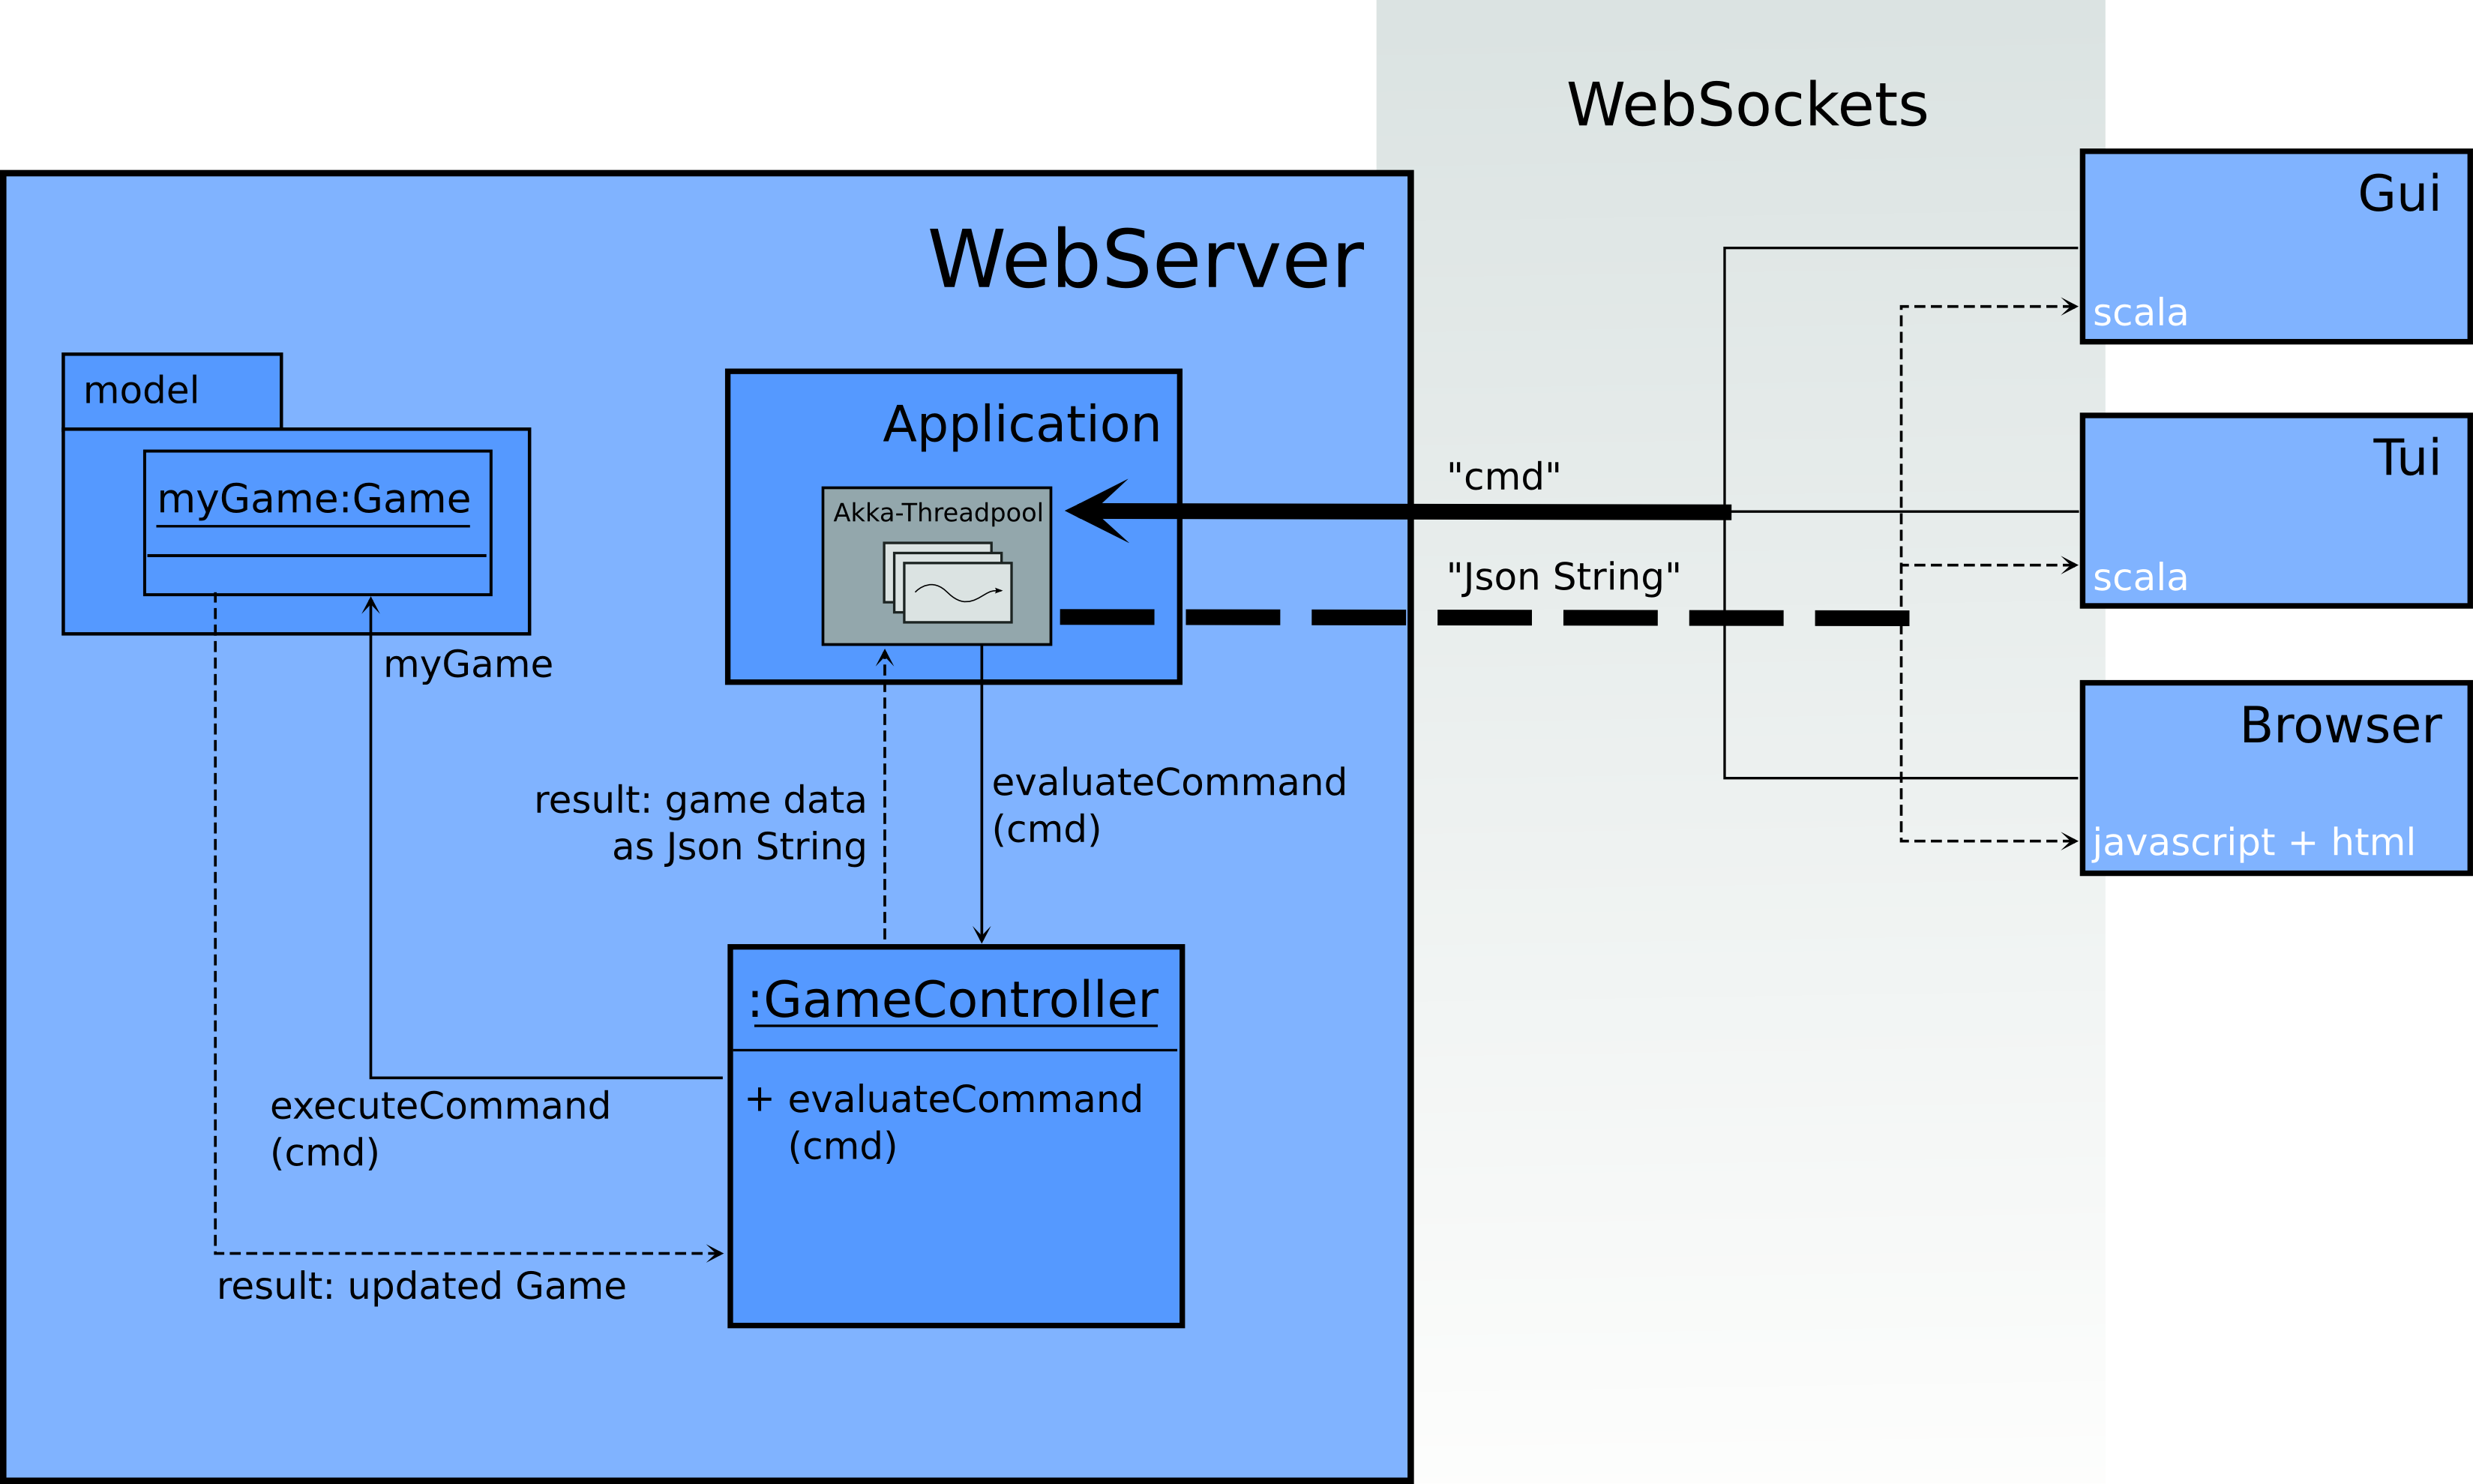 WebSockets
Gui
scala
WebServer
model
myGame:Game
myGame
Application
Akka-Threadpool
"cmd"
"Json String"
Tui
scala
Browser
javascript + html
result: game data
as Json String
evaluateCommand
(cmd)
:GameController
+ evaluateCommand
(cmd)
executeCommand
(cmd)
result: updated Game